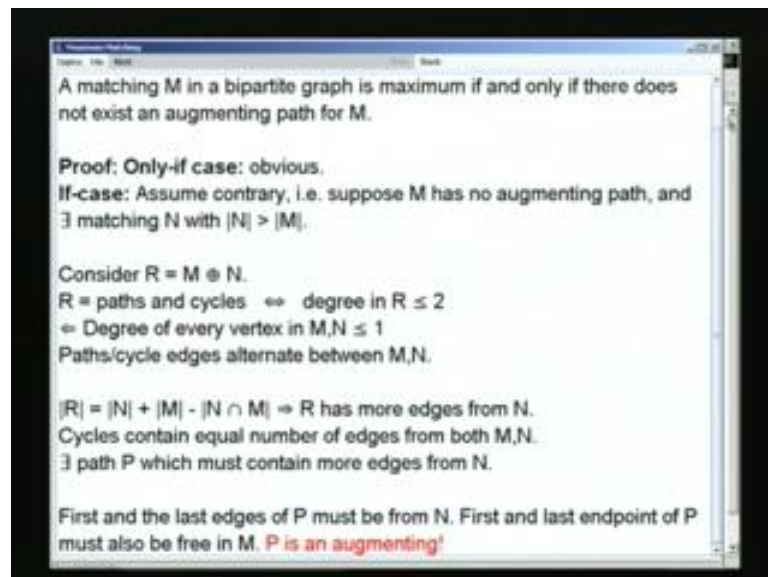 A matching M in a bipartite graph is maximum if and only if there does
not exist an augmenting path for M.
Proof: Only-if case: obvious.
If-case: Assume contrary, i.e. suppose M has no augmenting path, and
∃ matching N with |N| > |M|.
Consider R = M ⊕ N.
R = paths and cycles ⇔ degree in R ≤ 2
⇐ Degree of every vertex in M,N ≤ 1
Paths/cycle edges alternate between M,N.
|R| = |N| + |M| - |N ∩ M| ⇒ R has more edges from N.
Cycles contain equal number of edges from both M,N.
∃ path P which must contain more edges from N.
First and the last edges of P must be from N. First and last endpoint of P
must also be free in M. P is an augmenting!